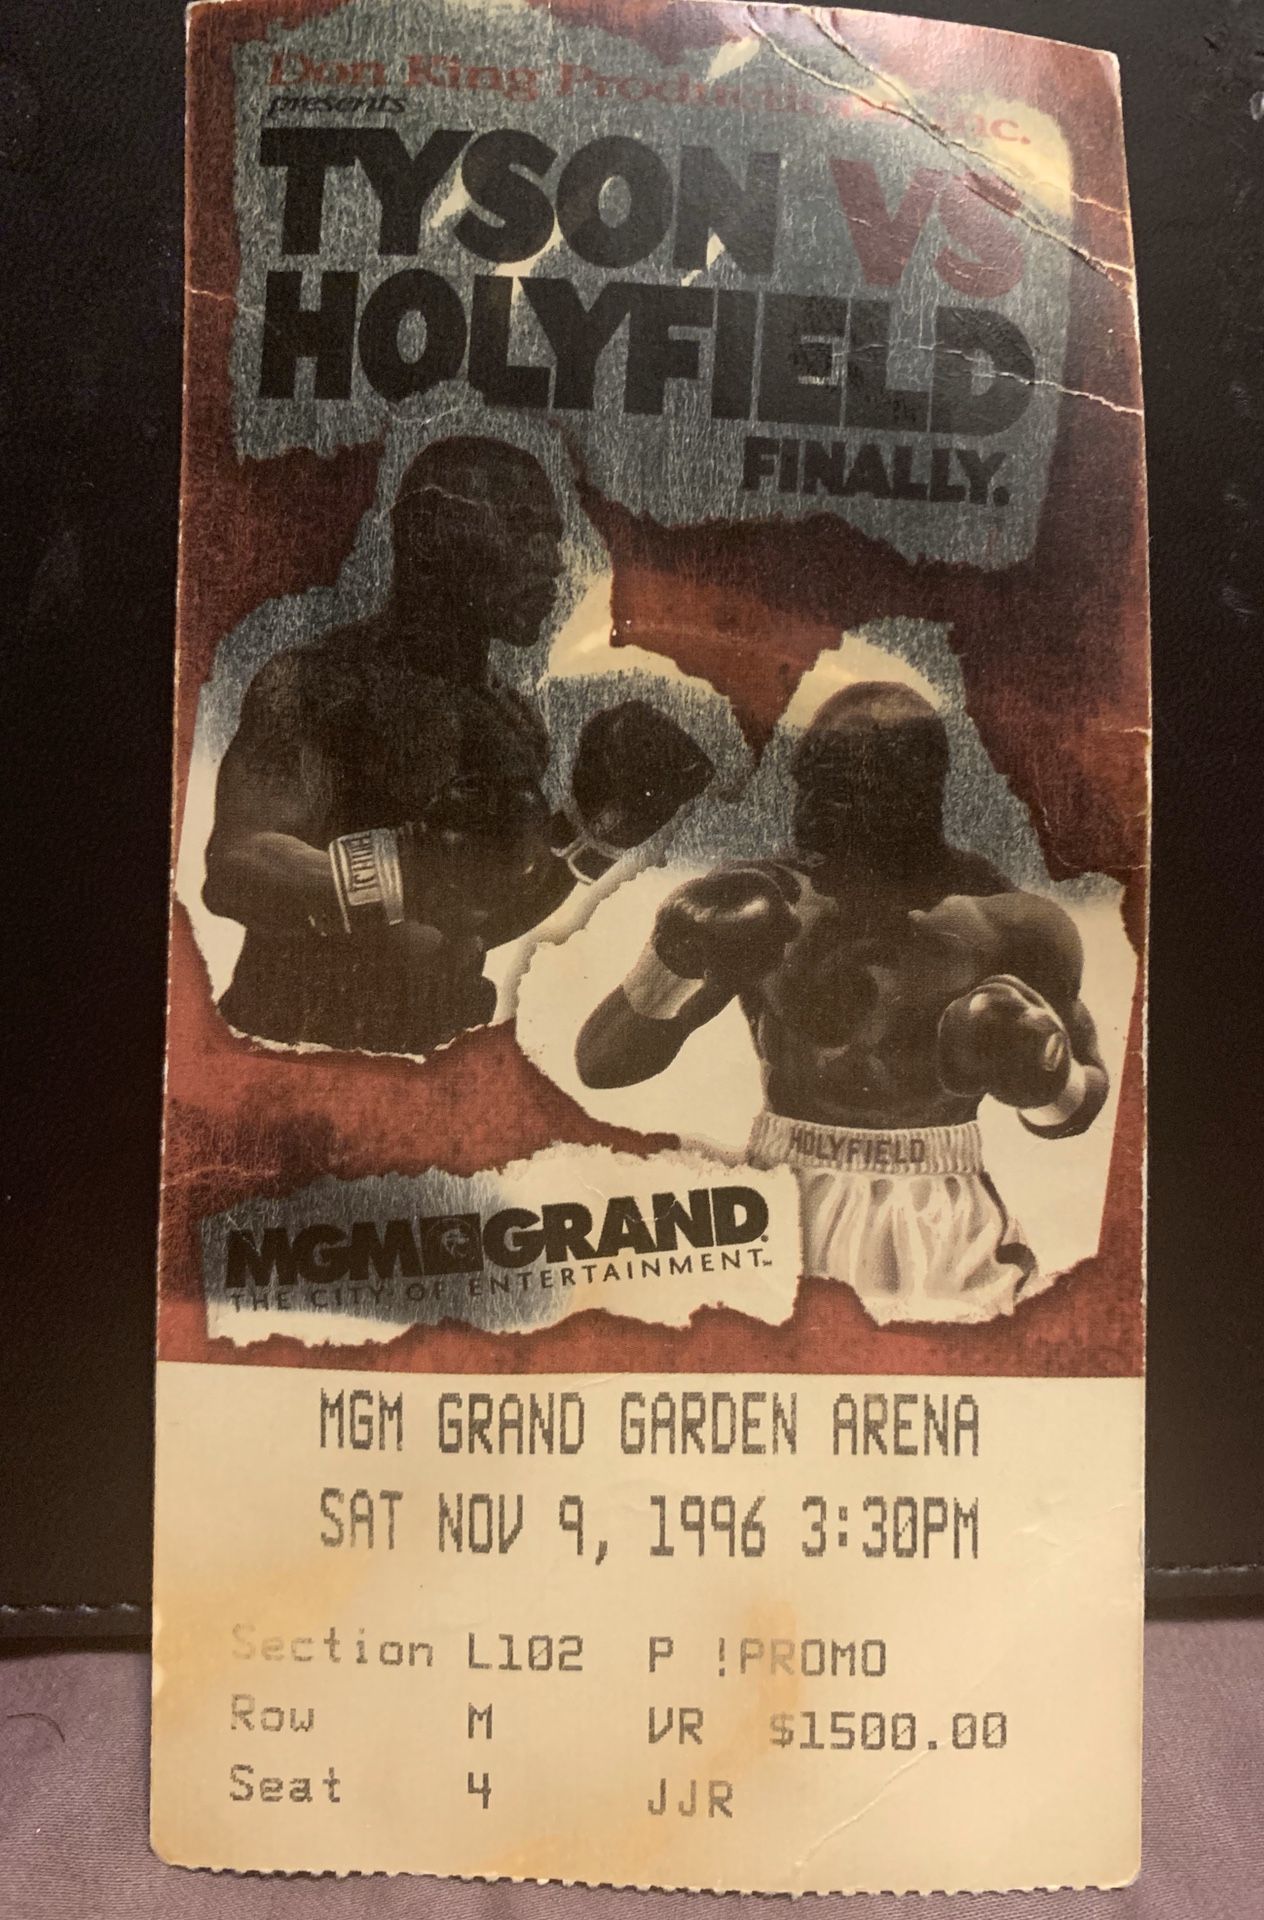 Don King Productions, Inc.
presents
TYSON VS
HOLYFIELD
FINALLY.
HOLYFIELD
MGM GRAND.
THE CITY OF ENTERTAINMENT™
MGM GRAND GARDEN ARENA
SAT NOV 9, 1996 3:30PM
Section L102 P !PROMO
Row M VR $1500.00
Seat 4 JJR